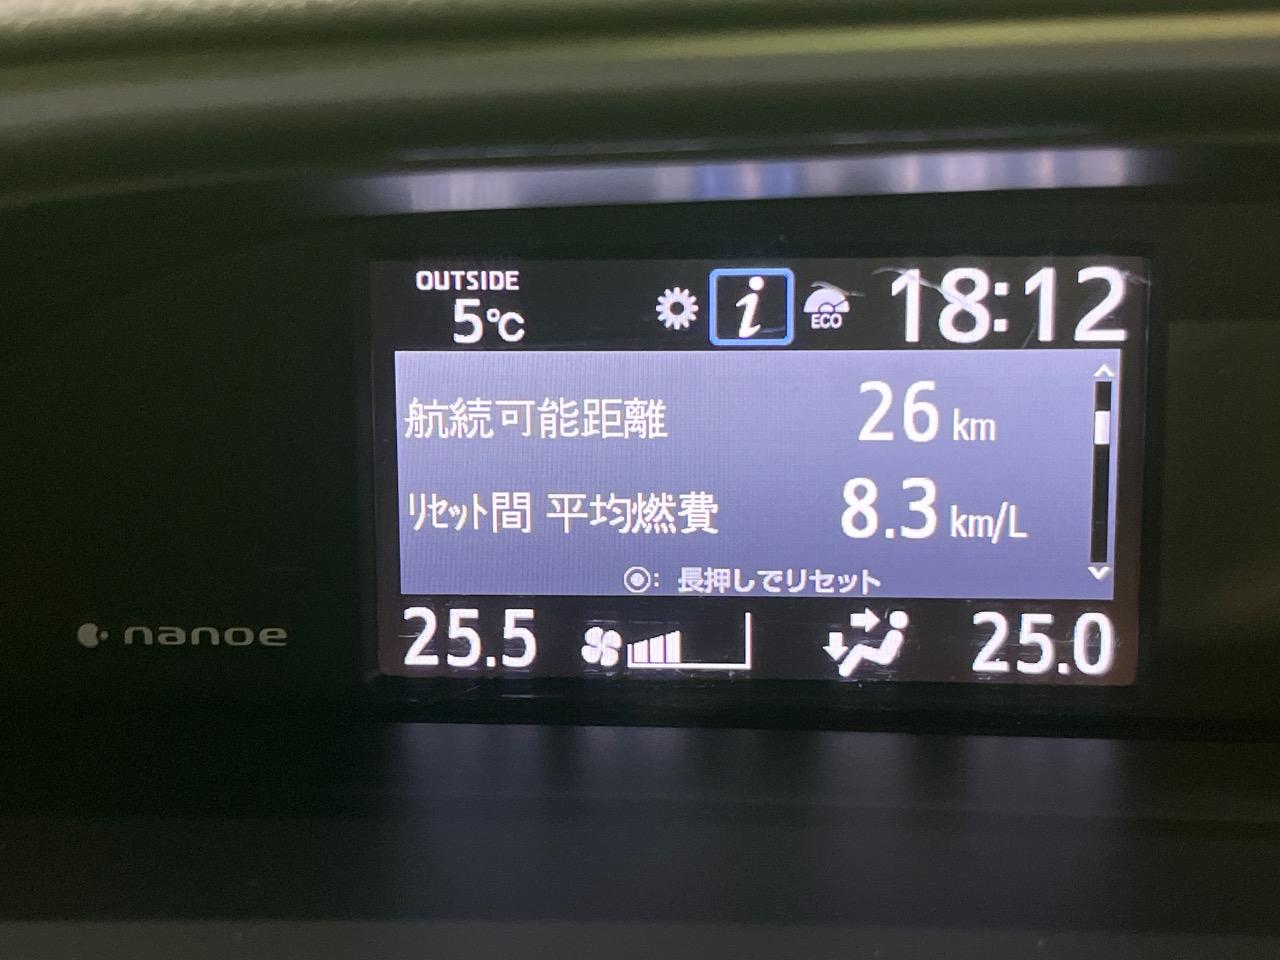 OUTSIDE
5℃
i
ECO
18:12
航続可能距離 26 km
リセット間 平均燃費 8.3 km/L
◉: 長押しでリセット
25.5
25.0
nanoe